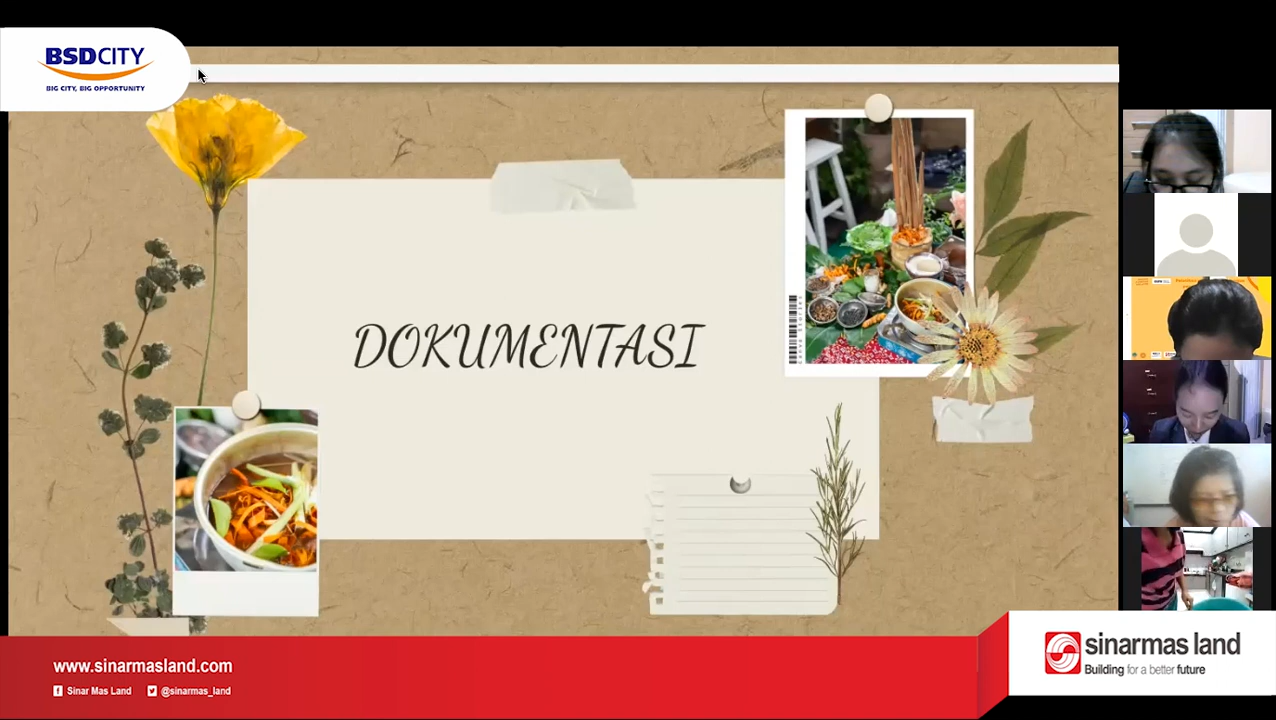 BSDCITY
BIG CITY, BIG OPPORTUNITY
DOKUMENTASI
www.sinarmasland.com
Sinar Mas Land
@sinarmas_land
sinarmas land
Building for a better future